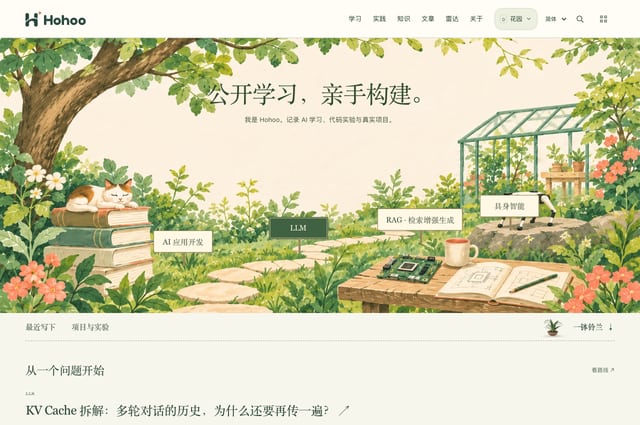 Hohoo
学习 实践 知识 文章 雷达 关于 花园 简体
公开学习，亲手构建。
我是 Hohoo。记录 AI 学习、代码实验与真实项目。
具身智能
RAG · 检索增强生成
LLM
AI 应用开发
最近写下 项目与实验 一钵铃兰 ↓
从一个问题开始 看路线 ↗
LLM
KV Cache 拆解：多轮对话的历史，为什么还要再传一遍？ ↗